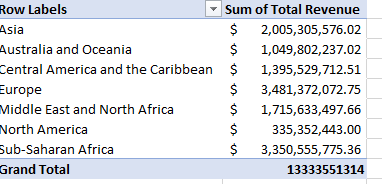 Row Labels Sum of Total Revenue
Asia $ 2,005,305,576.02
Australia and Oceania $ 1,049,802,237.02
Central America and the Caribbean $ 1,395,529,712.51
Europe $ 3,481,372,072.75
Middle East and North Africa $ 1,715,633,497.66
North America $ 335,352,443.00
Sub-Saharan Africa $ 3,350,555,775.36
Grand Total 13333551314